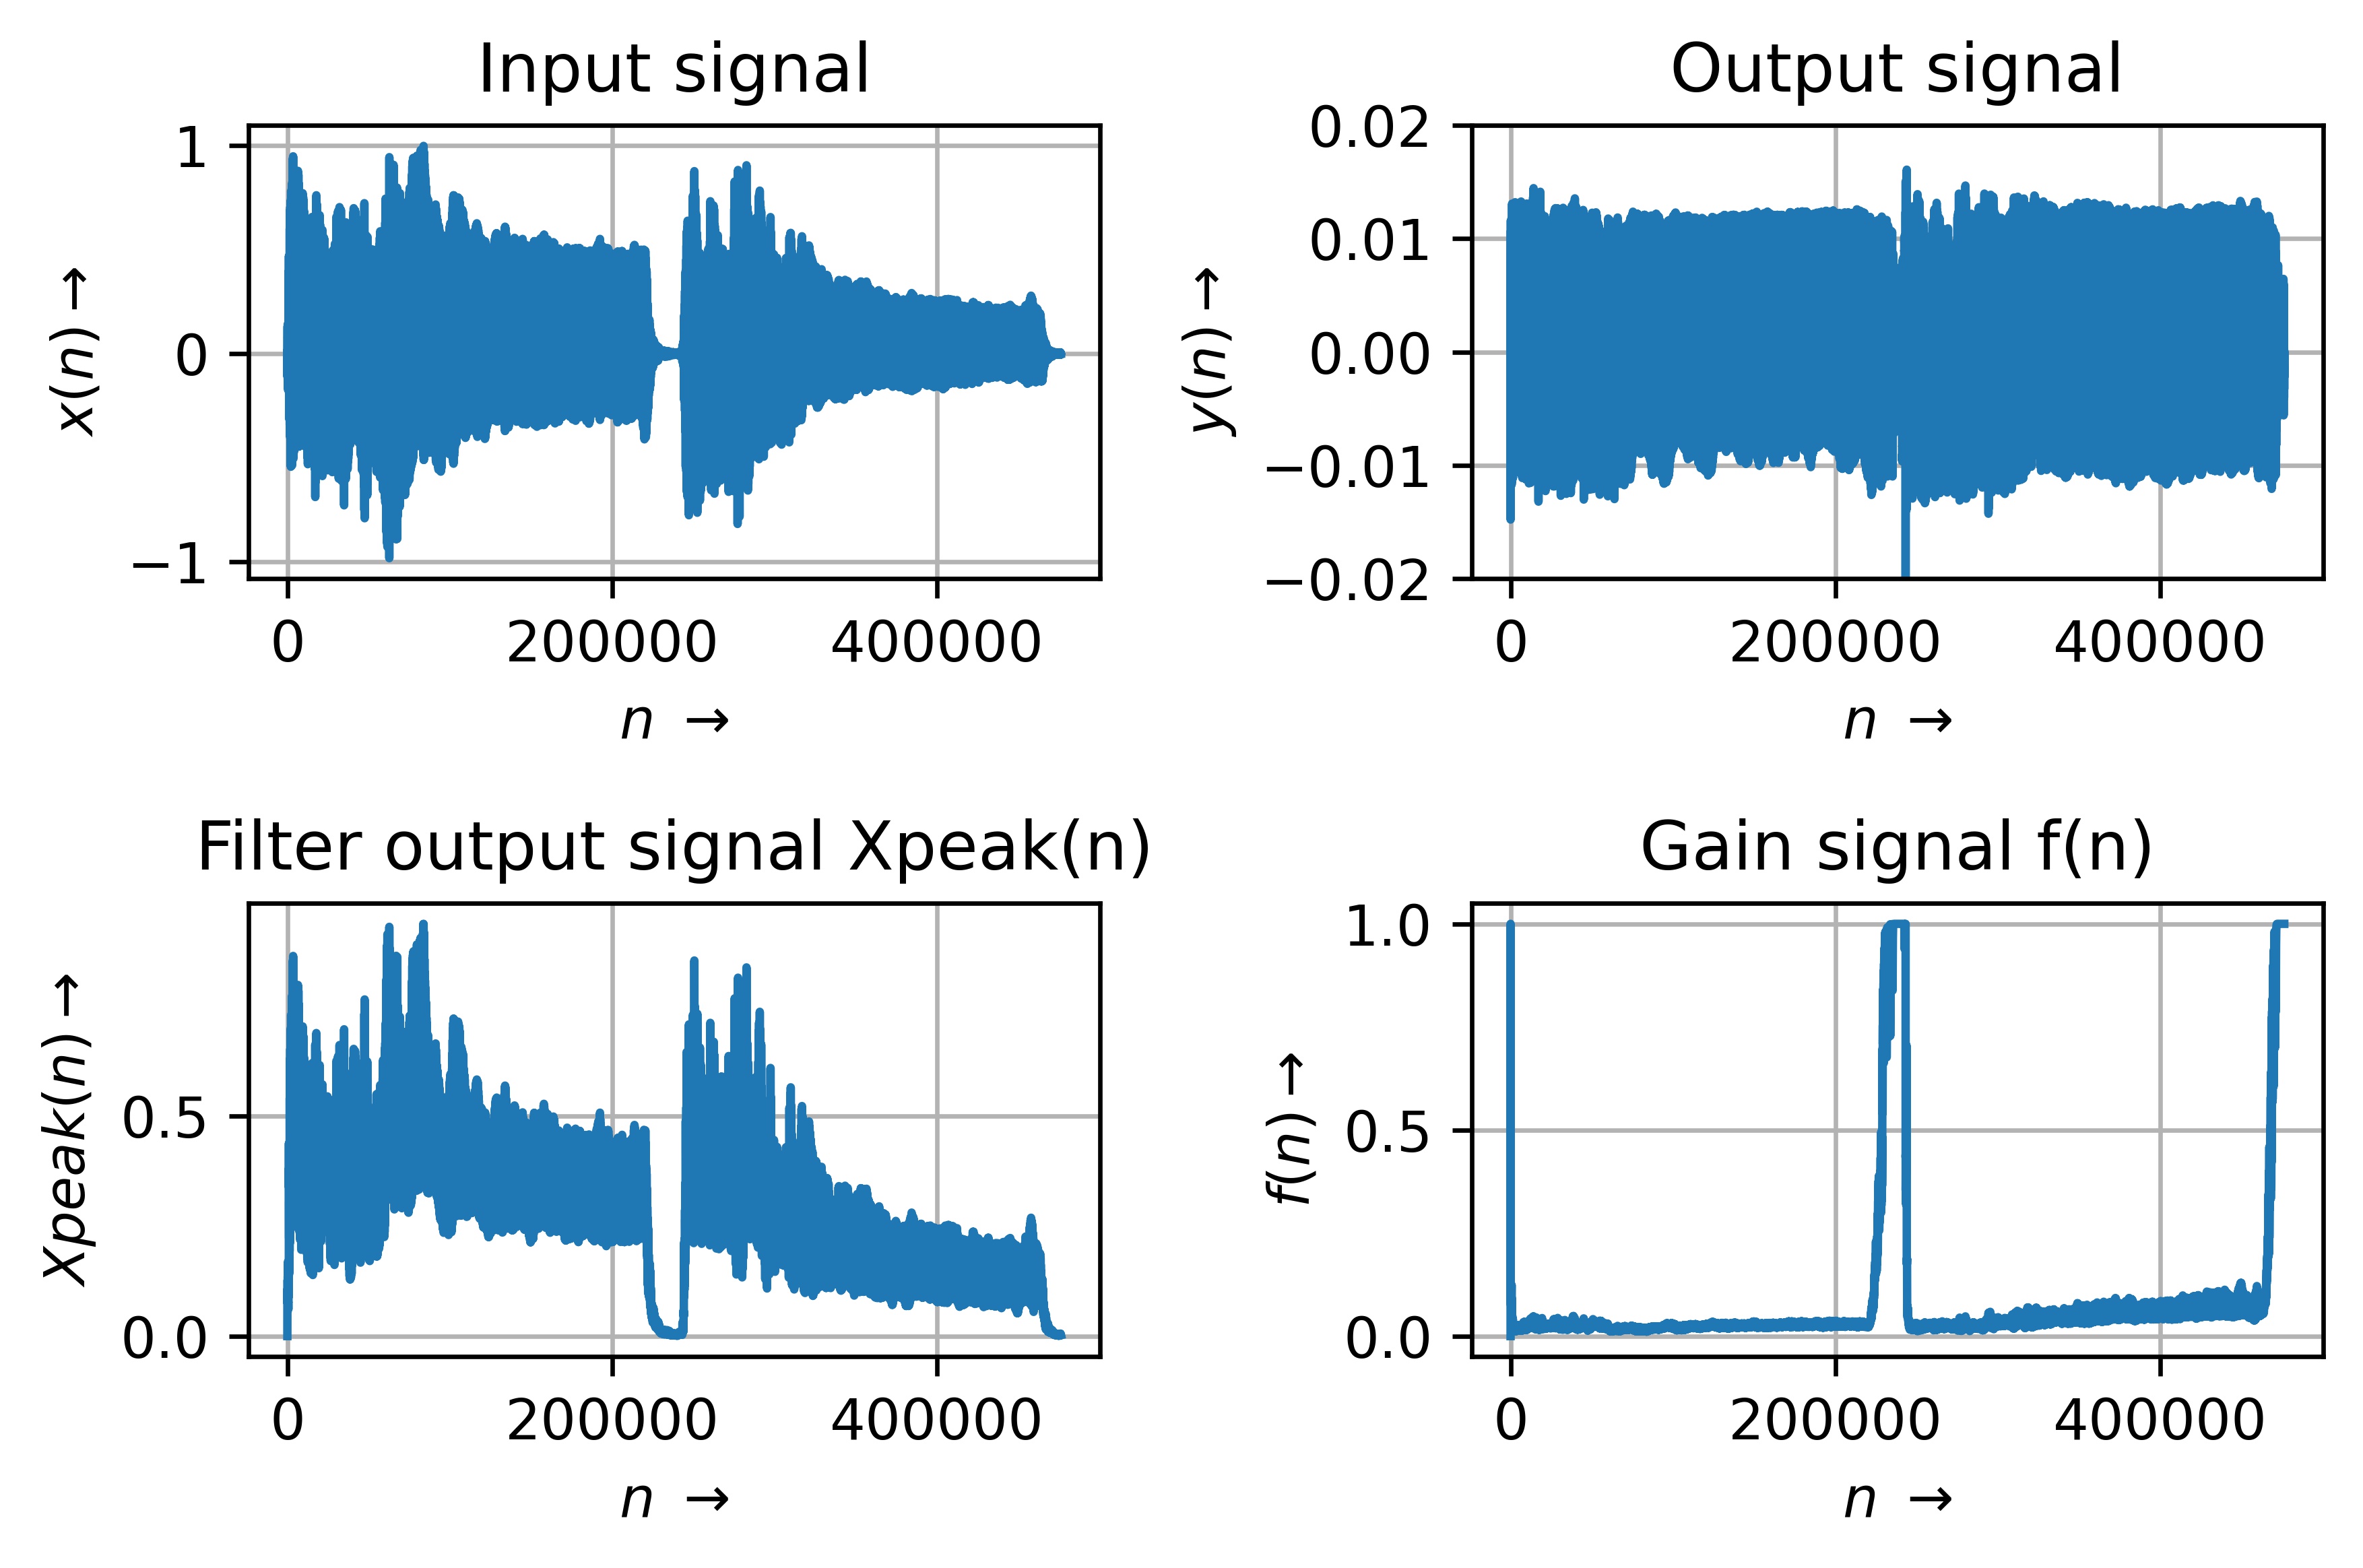 Input signal
1
0
−1
x(n)→
0 200000 400000
n →
Output signal
0.02
0.01
0.00
−0.01
−0.02
y(n)→
0 200000 400000
n →
Filter output signal Xpeak(n)
0.5
0.0
Xpeak(n)→
0 200000 400000
n →
Gain signal f(n)
1.0
0.5
0.0
f(n)→
0 200000 400000
n →